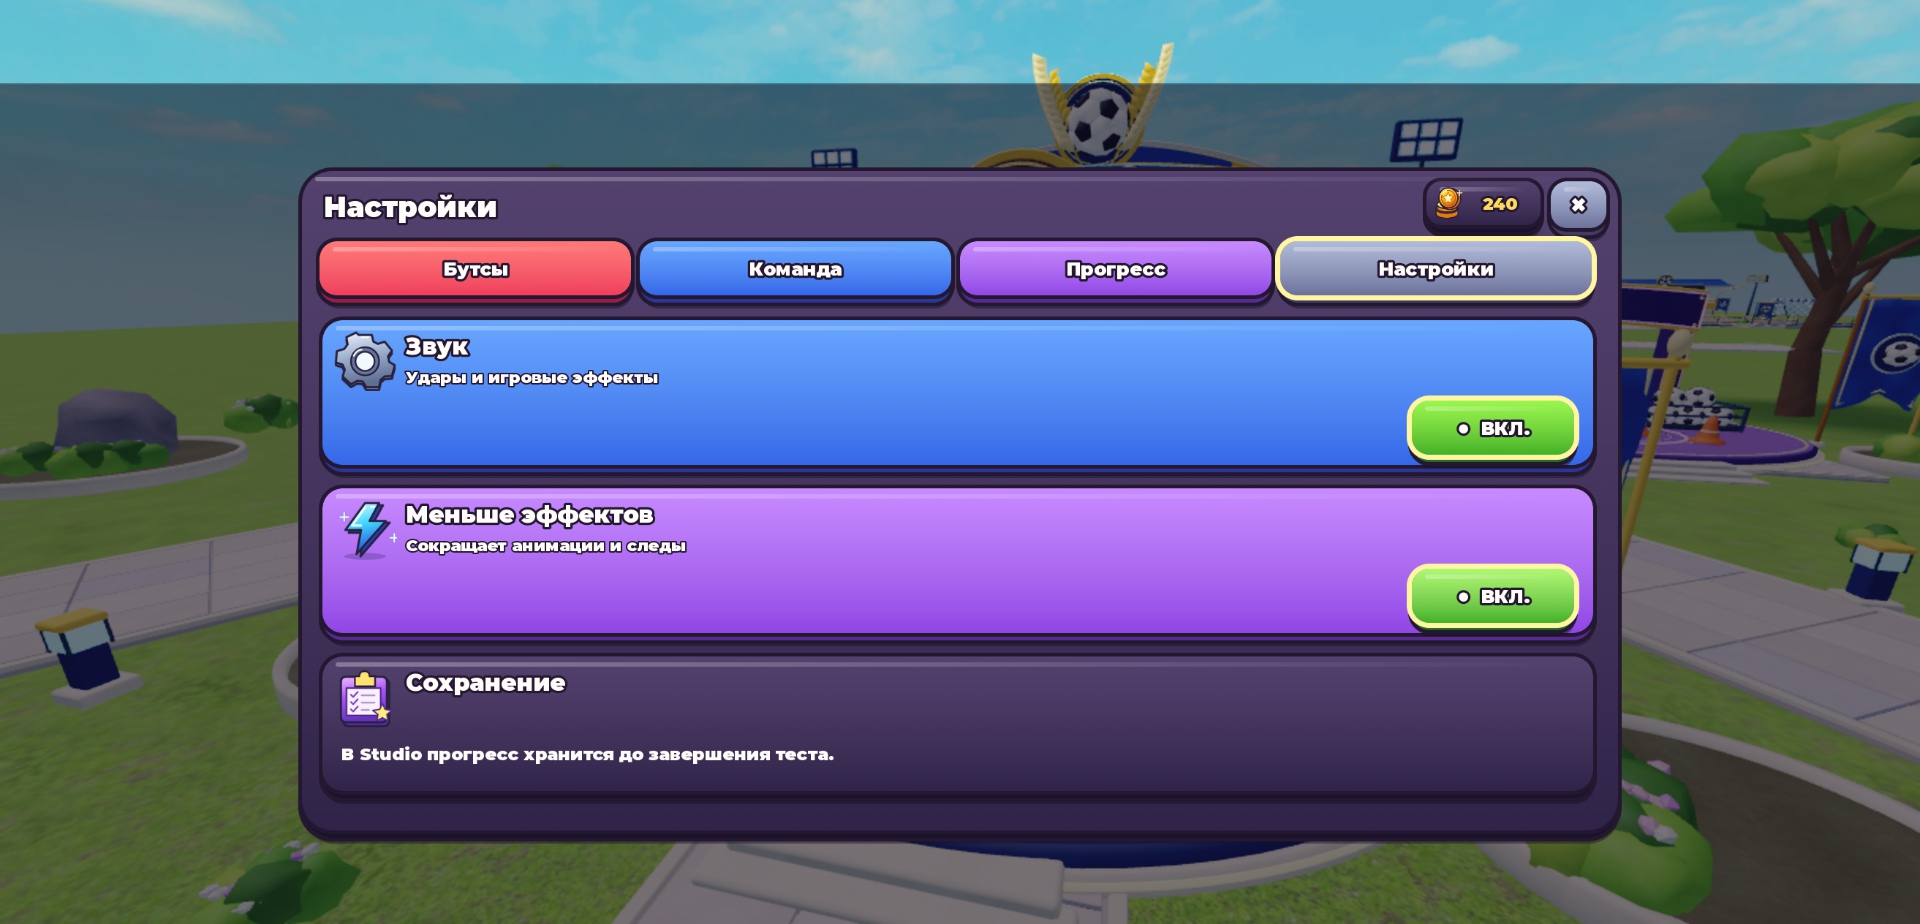 Настройки
240
Бутсы
Команда
Прогресс
Настройки
Звук
Удары и игровые эффекты
ВКЛ.
Меньше эффектов
Сокращает анимации и следы
ВКЛ.
Сохранение
В Studio прогресс хранится до завершения теста.